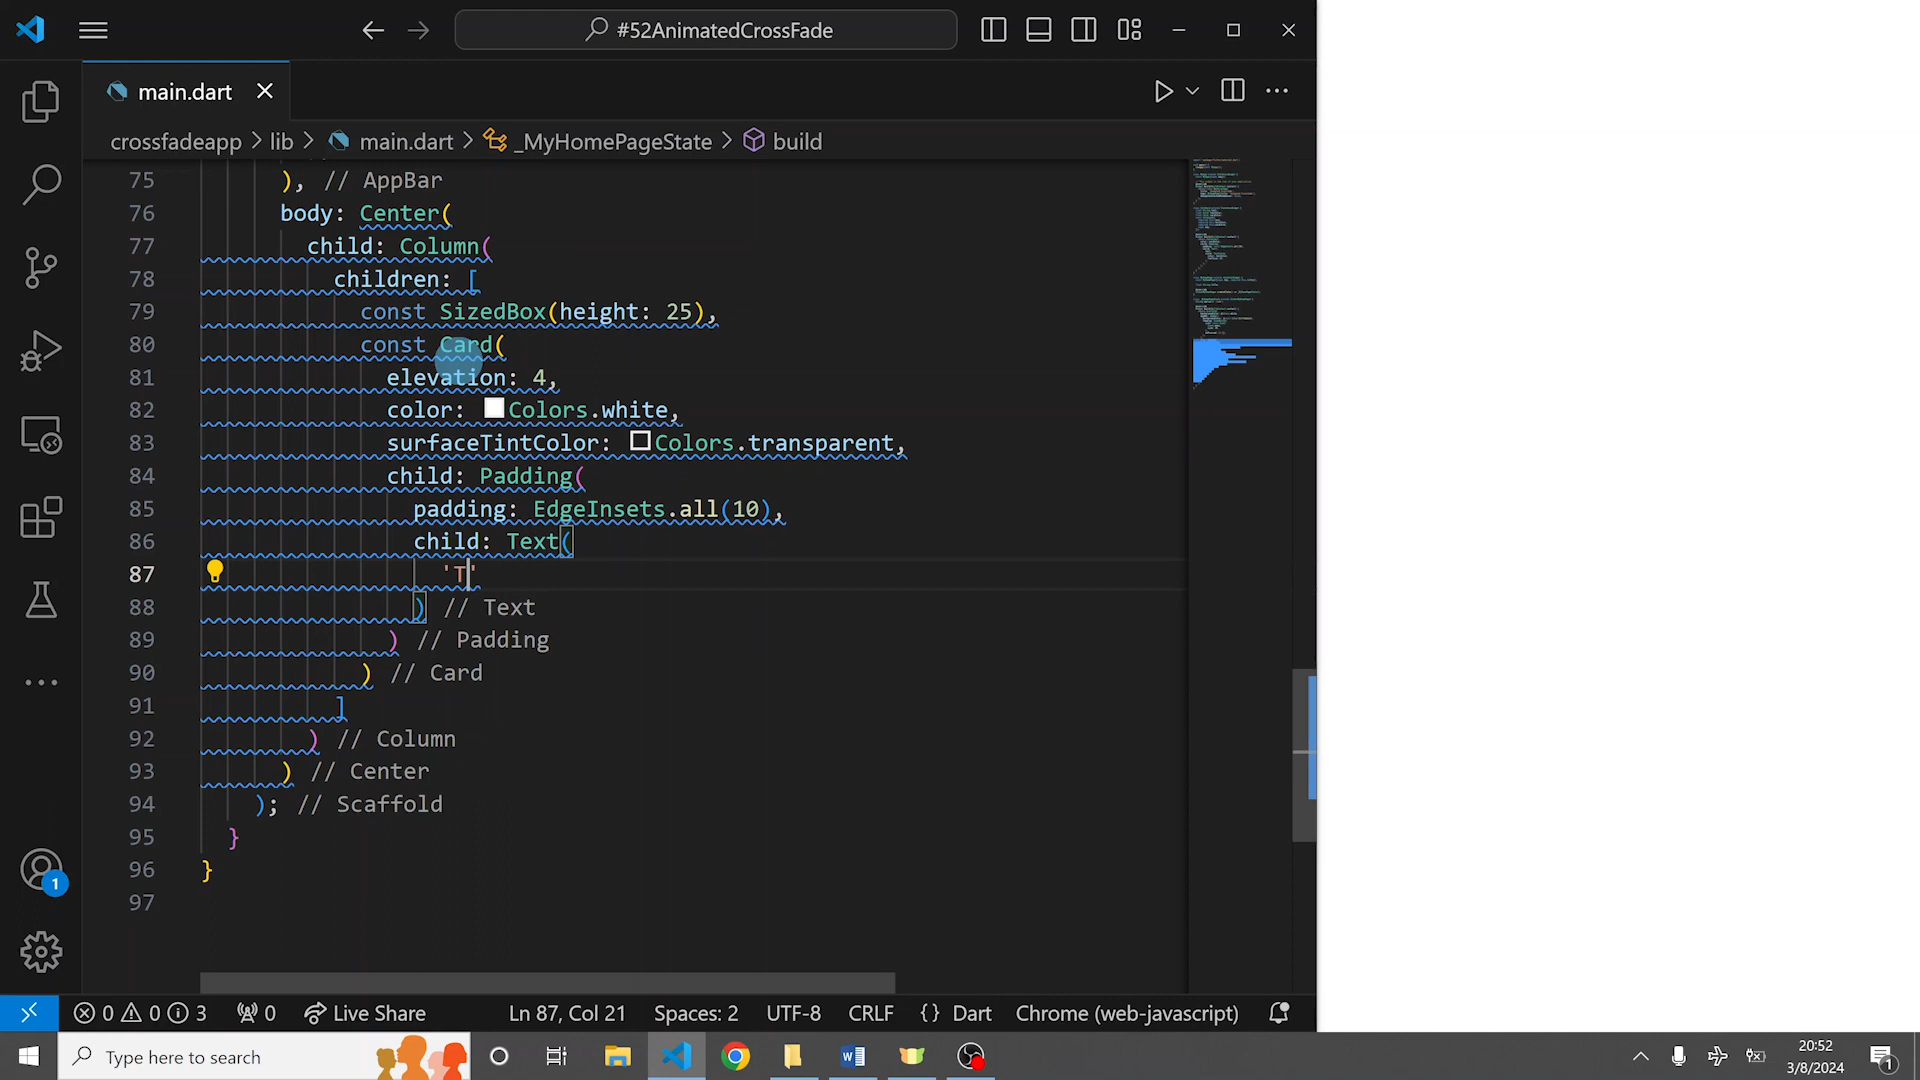 #52AnimatedCrossFade
main.dart
crossfadeapp > lib > main.dart > _MyHomePageState > build
75 ), // AppBar
76 body: Center(
77 child: Column(
78 children: [
79 const SizedBox(height: 25),
80 const Card(
81 elevation: 4,
82 color: Colors.white,
83 surfaceTintColor: Colors.transparent,
84 child: Padding(
85 padding: EdgeInsets.all(10),
86 child: Text(
87 'T'
88 ) // Text
89 ) // Padding
90 ) // Card
91 ]
92 ) // Column
93 ) // Center
94 ); // Scaffold
95 }
96 }
97
1
0 0 3 0 Live Share Ln 87, Col 21 Spaces: 2 UTF-8 CRLF {} Dart Chrome (web-javascript)
Type here to search
20:52
3/8/2024
1